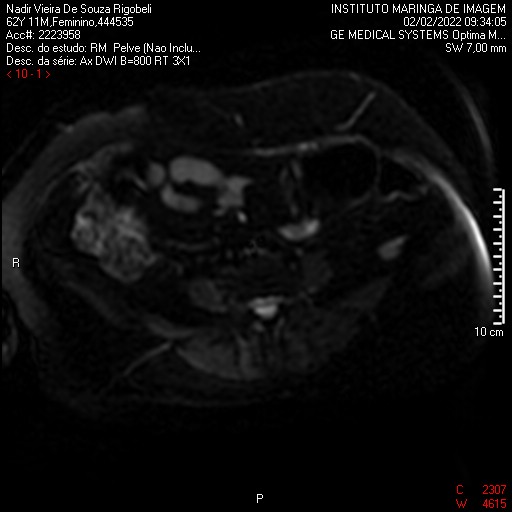 Nadir Vieira De Souza Rigobeli
62Y 11M,Feminino,444535
Acc#: 2223958
Desc. do estudo: RM  Pelve (Nao Inclu...
Desc. da série: Ax DWI B=800 RT 3X1
< 10 - 1 >
INSTITUTO MARINGA DE IMAGEM
02/02/2022 09:34:05
GE MEDICAL SYSTEMS Optima M...
SW 7,00 mm
R
10 cm
P
C 2307
W 4615